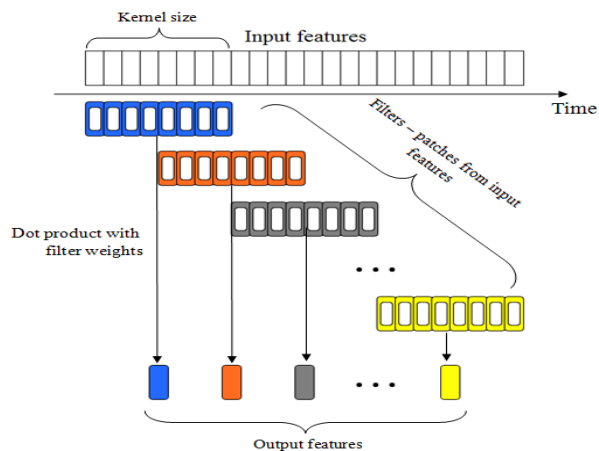 Kernel size
Input features
Time
Filters – patches from input
features
Dot product with
filter weights
Output features